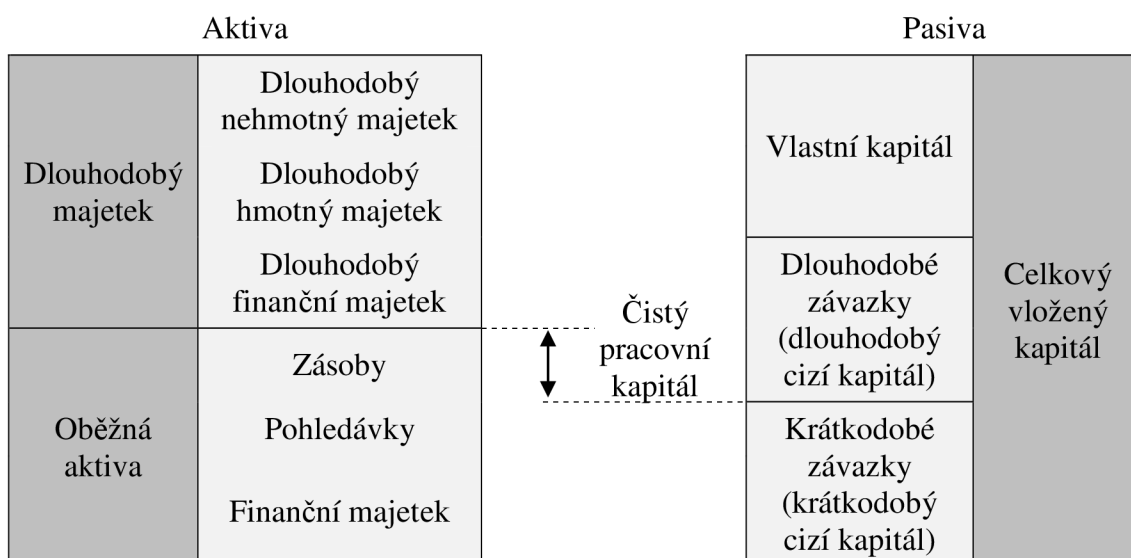 Aktiva
Dlouhodobý
majetek
Dlouhodobý
nehmotný majetek
Dlouhodobý
hmotný majetek
Dlouhodobý
finanční majetek
Oběžná
aktiva
Zásoby
Pohledávky
Finanční majetek
Čistý
pracovní
kapitál
Pasiva
Vlastní kapitál
Dlouhodobé
závazky
(dlouhodobý
cizí kapitál)
Krátkodobé
závazky
(krátkodobý
cizí kapitál)
Celkový
vložený
kapitál